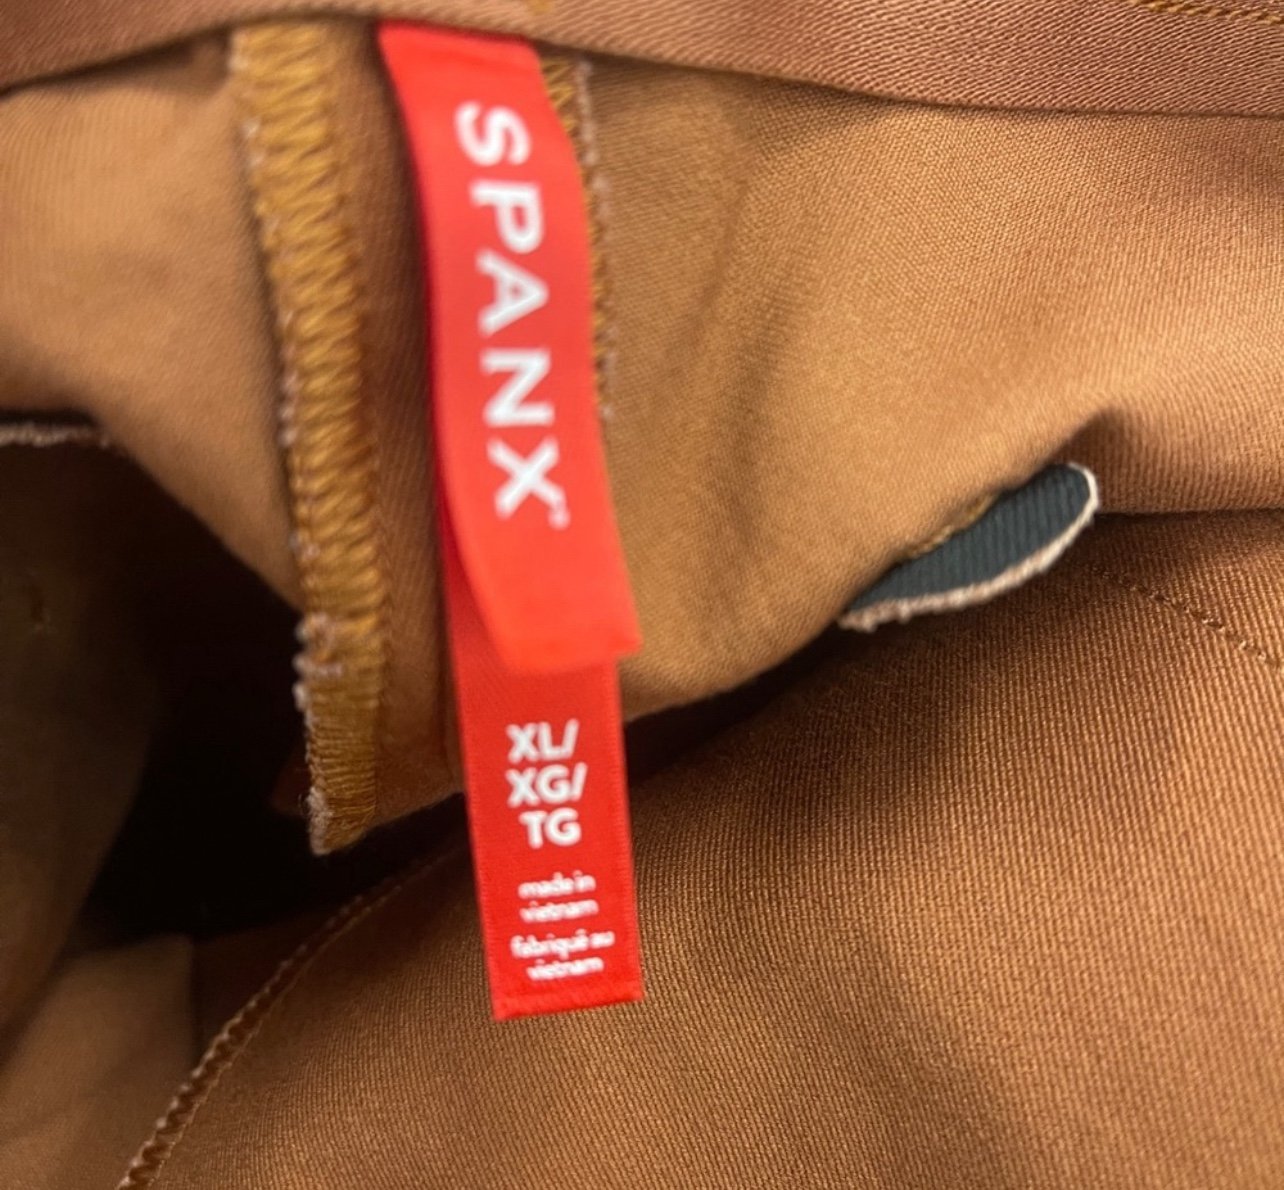 SPANX
XL/
XG/
TG
made in
vietnam
fabriqué au
vietnam